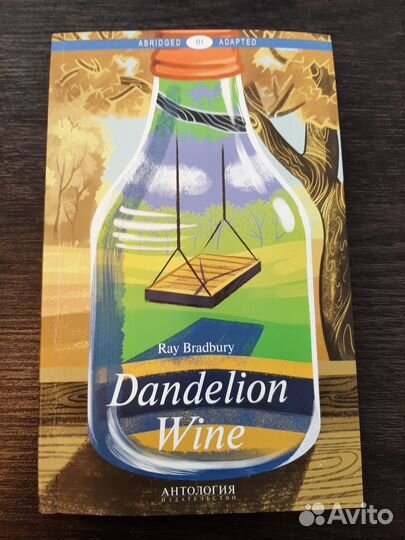 ABRIDGED B1 ADAPTED
Ray Bradbury
Dandelion
Wine
АНТОЛОГИЯ
ИЗДАТЕЛЬСТВО
Avito